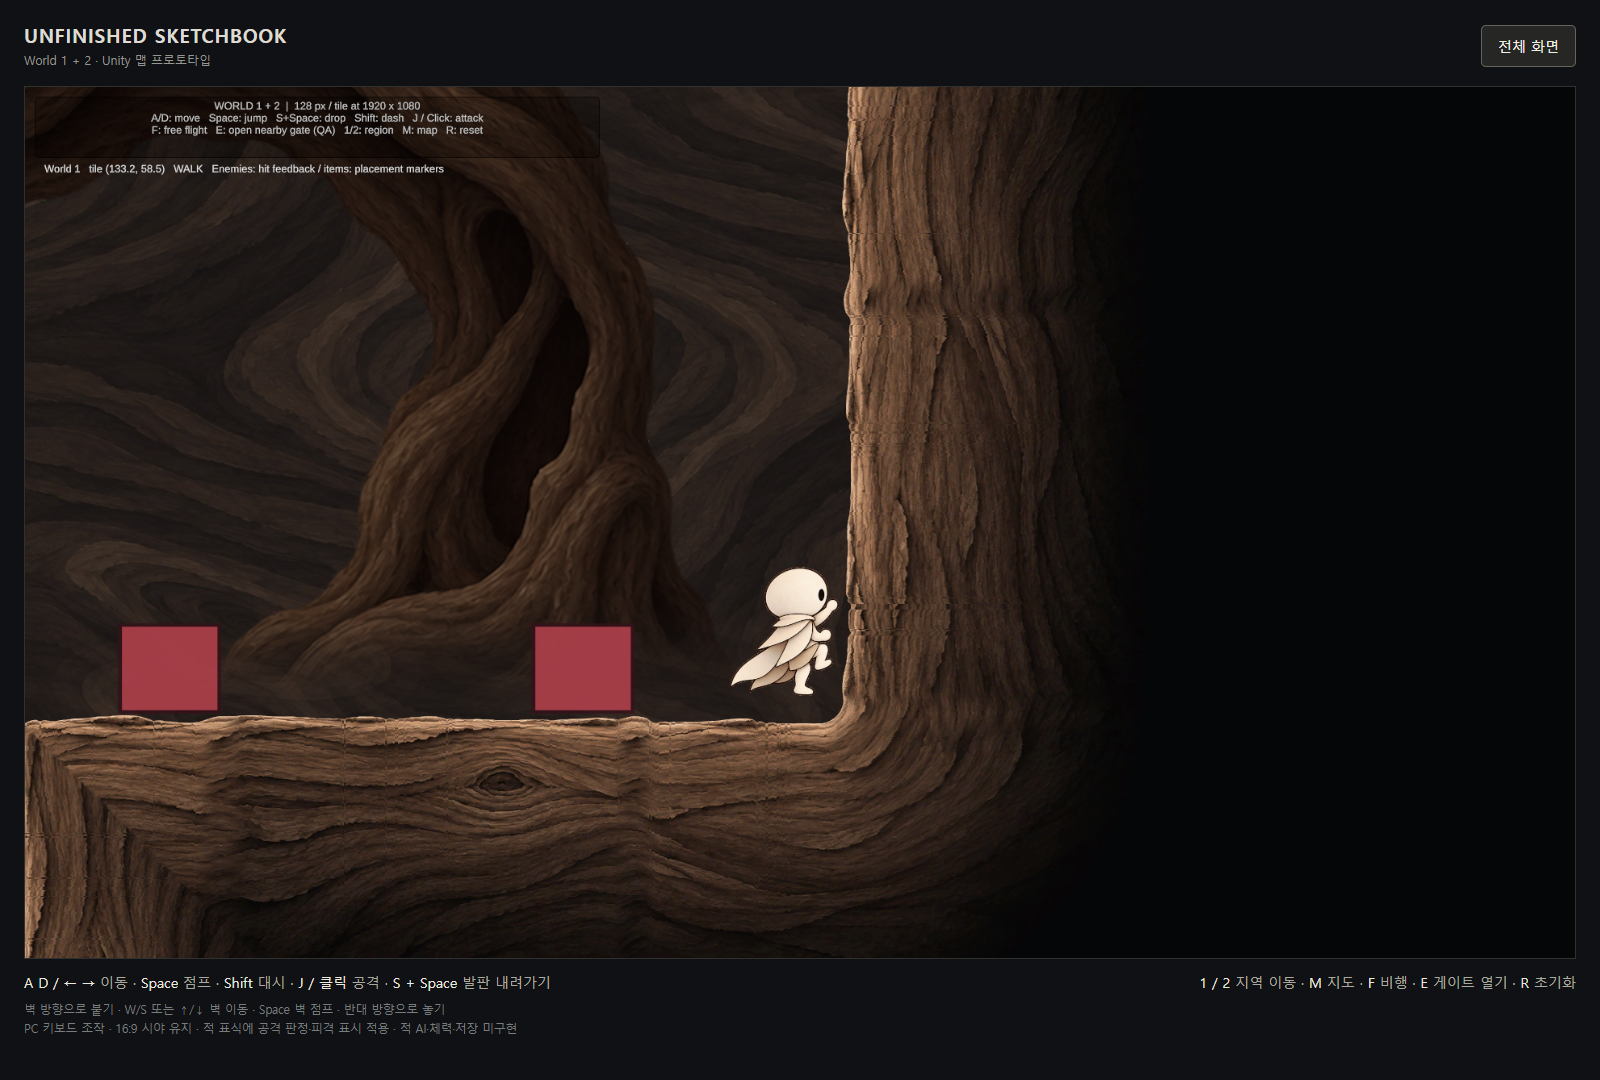 UNFINISHED SKETCHBOOK
World 1 + 2 · Unity 맵 프로토타입
전체 화면
WORLD 1 + 2 | 128 px / tile at 1920 x 1080
A/D: move Space: jump S+Space: drop Shift: dash J / Click: attack
F: free flight E: open nearby gate (QA) 1/2: region M: map R: reset
World 1 tile (133.2, 58.5) WALK Enemies: hit feedback / items: placement markers
A D / ← → 이동 · Space 점프 · Shift 대시 · J / 클릭 공격 · S + Space 발판 내려가기
1 / 2 지역 이동 · M 지도 · F 비행 · E 게이트 열기 · R 초기화
벽 방향으로 붙기 · W/S 또는 ↑/↓ 벽 이동 · Space 벽 점프 · 반대 방향으로 놓기
PC 키보드 조작 · 16:9 시야 유지 · 적 표식에 공격 판정·피격 표시 적용 · 적 AI·체력·저장 미구현